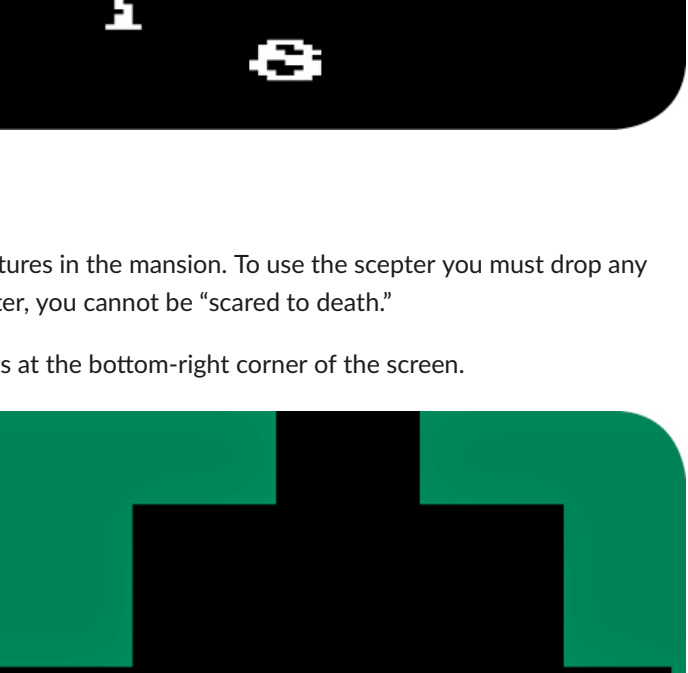 tures in the mansion. To use the scepter you must drop any
ter, you cannot be “scared to death.”
s at the bottom-right corner of the screen.